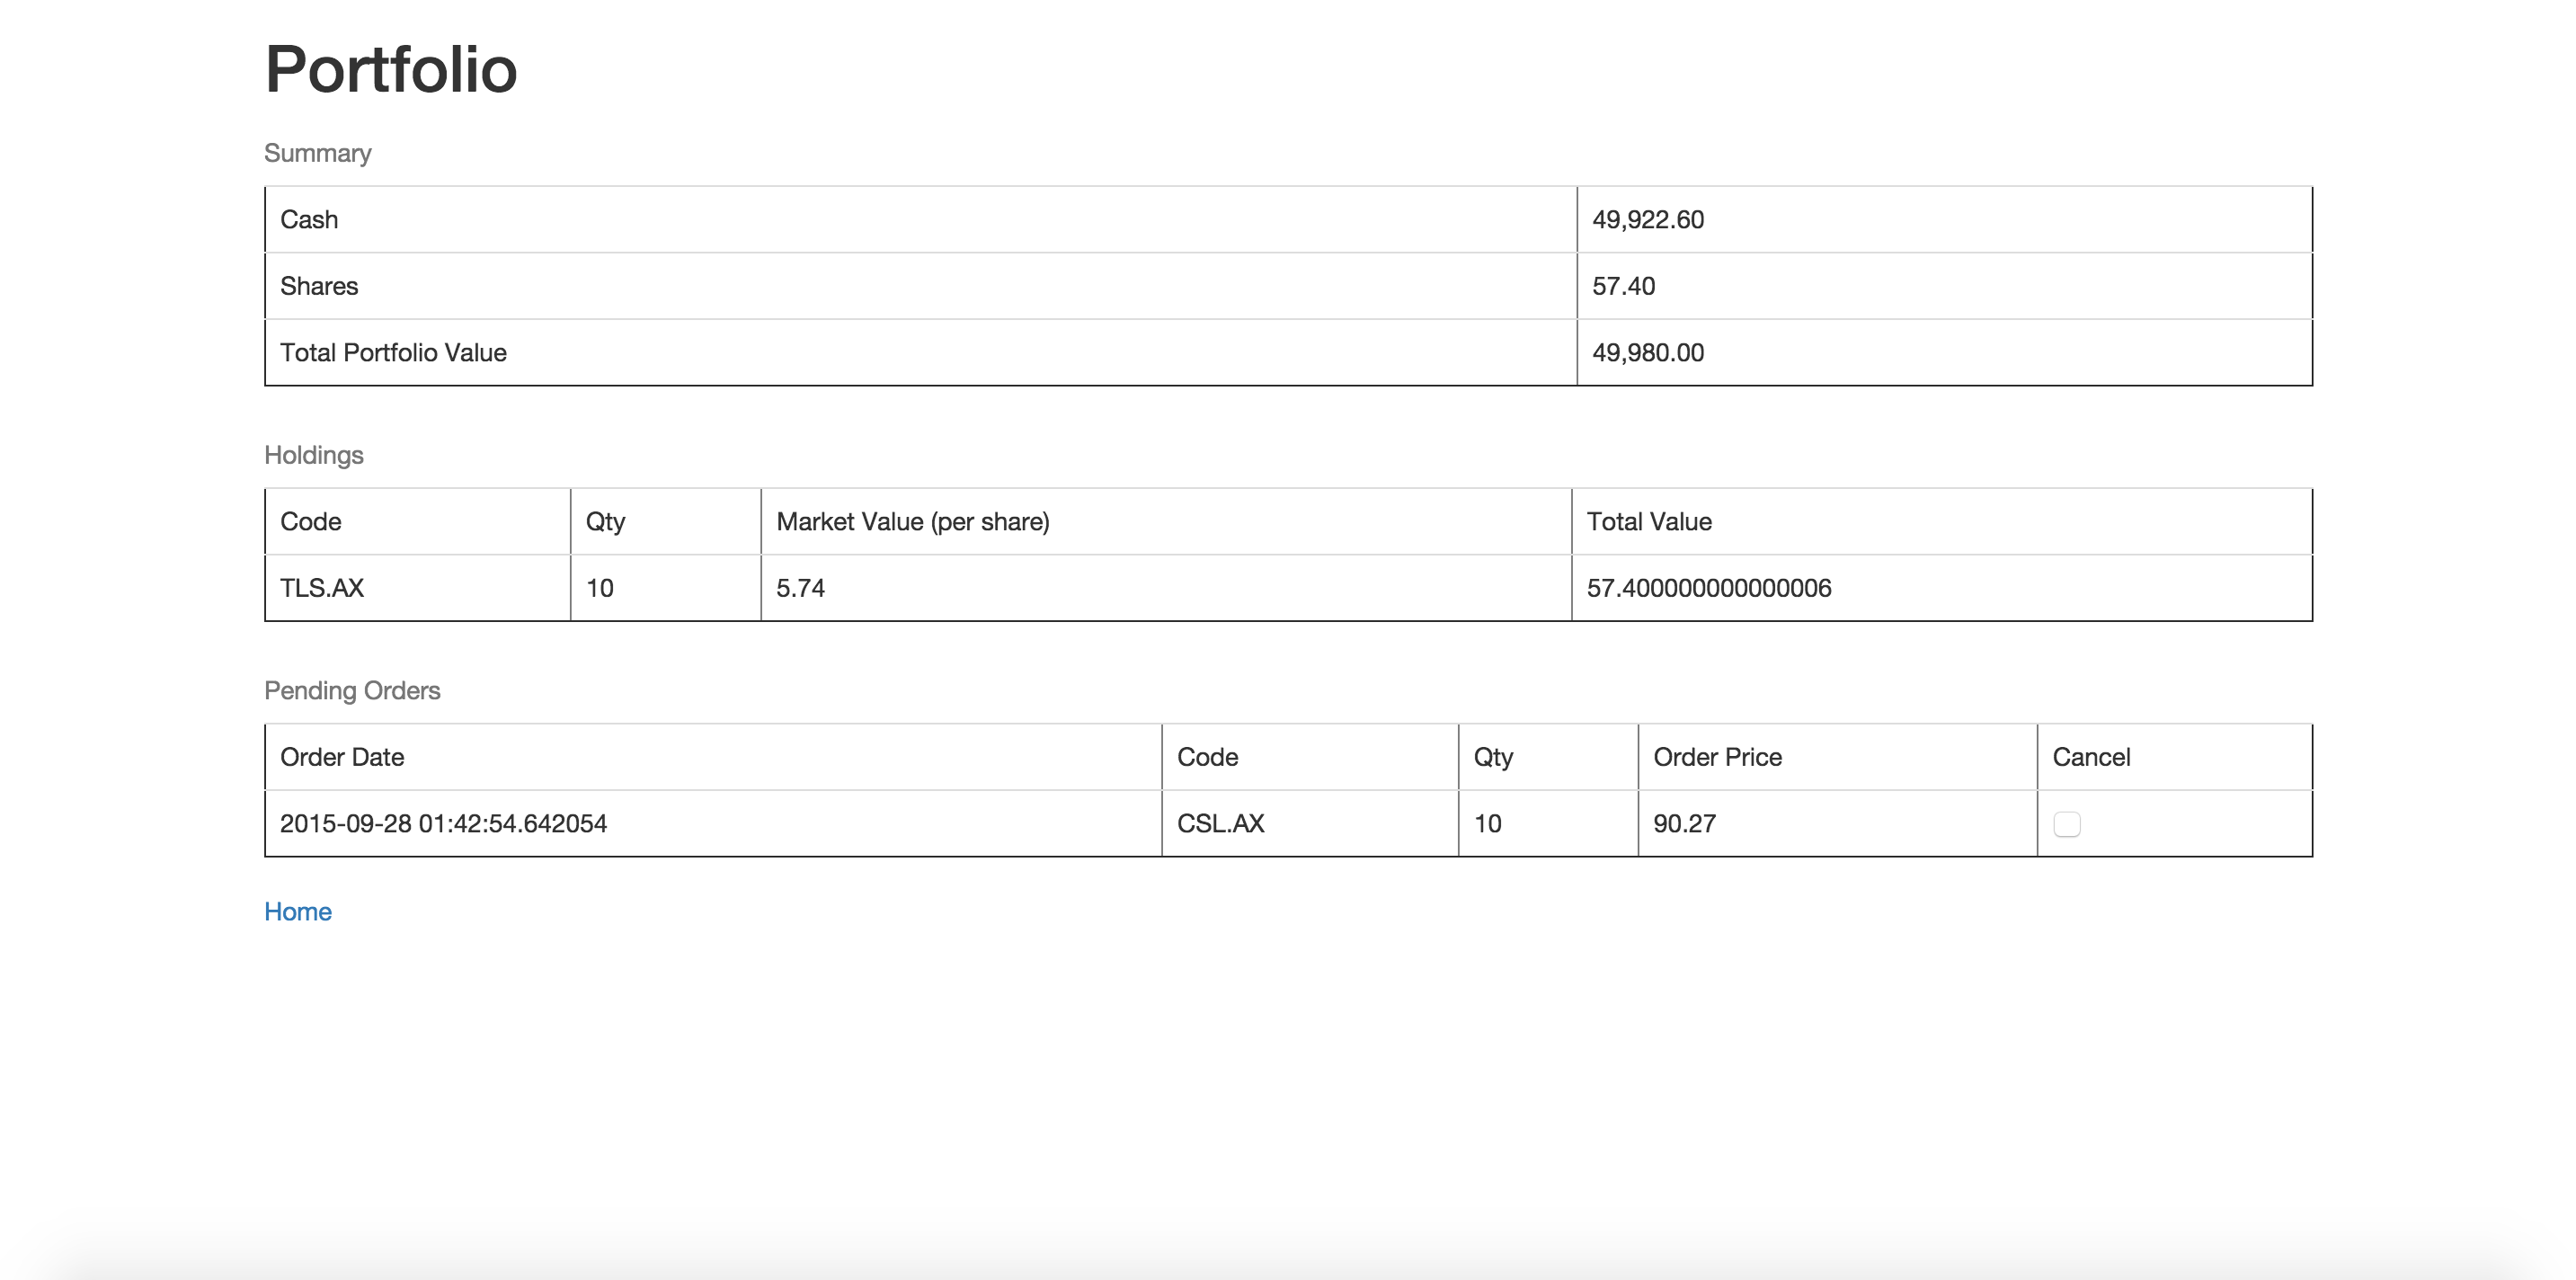 Portfolio
Summary
Cash 49,922.60
Shares 57.40
Total Portfolio Value 49,980.00
Holdings
Code Qty Market Value (per share) Total Value
TLS.AX 10 5.74 57.400000000000006
Pending Orders
Order Date Code Qty Order Price Cancel
2015-09-28 01:42:54.642054 CSL.AX 10 90.27
Home